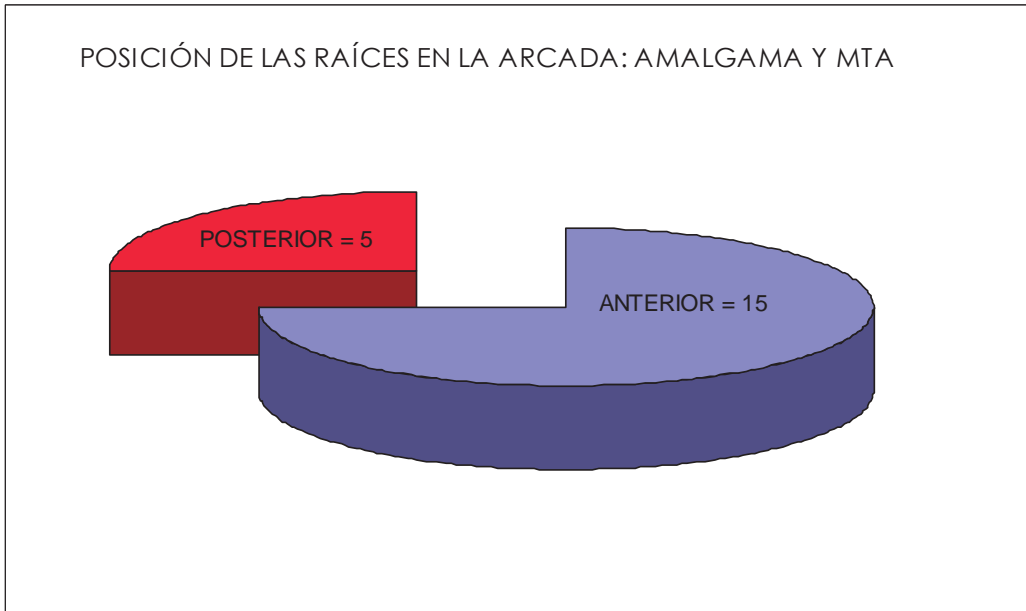 POSICIÓN DE LAS RAÍCES EN LA ARCADA: AMALGAMA Y MTA
POSTERIOR = 5
ANTERIOR = 15